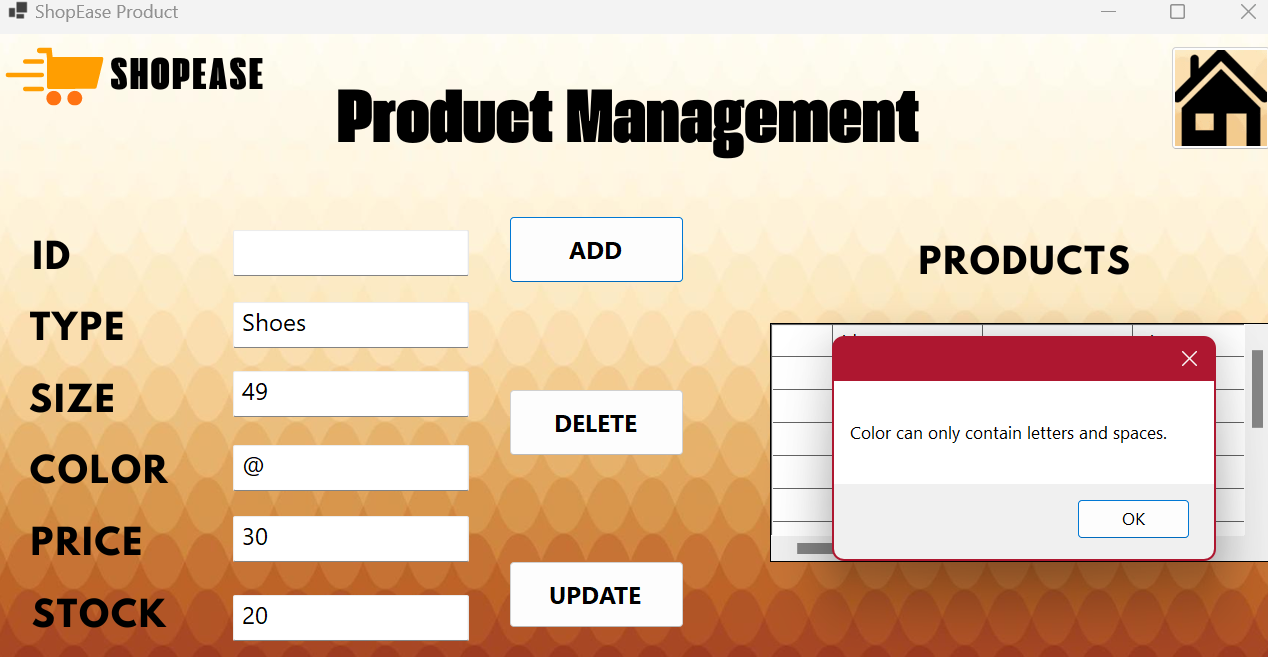 ShopEase Product
SHOPEASE
Product Management
ID
ADD
PRODUCTS
TYPE
Shoes
SIZE
49
DELETE
Color can only contain letters and spaces.
COLOR
@
OK
PRICE
30
UPDATE
STOCK
20